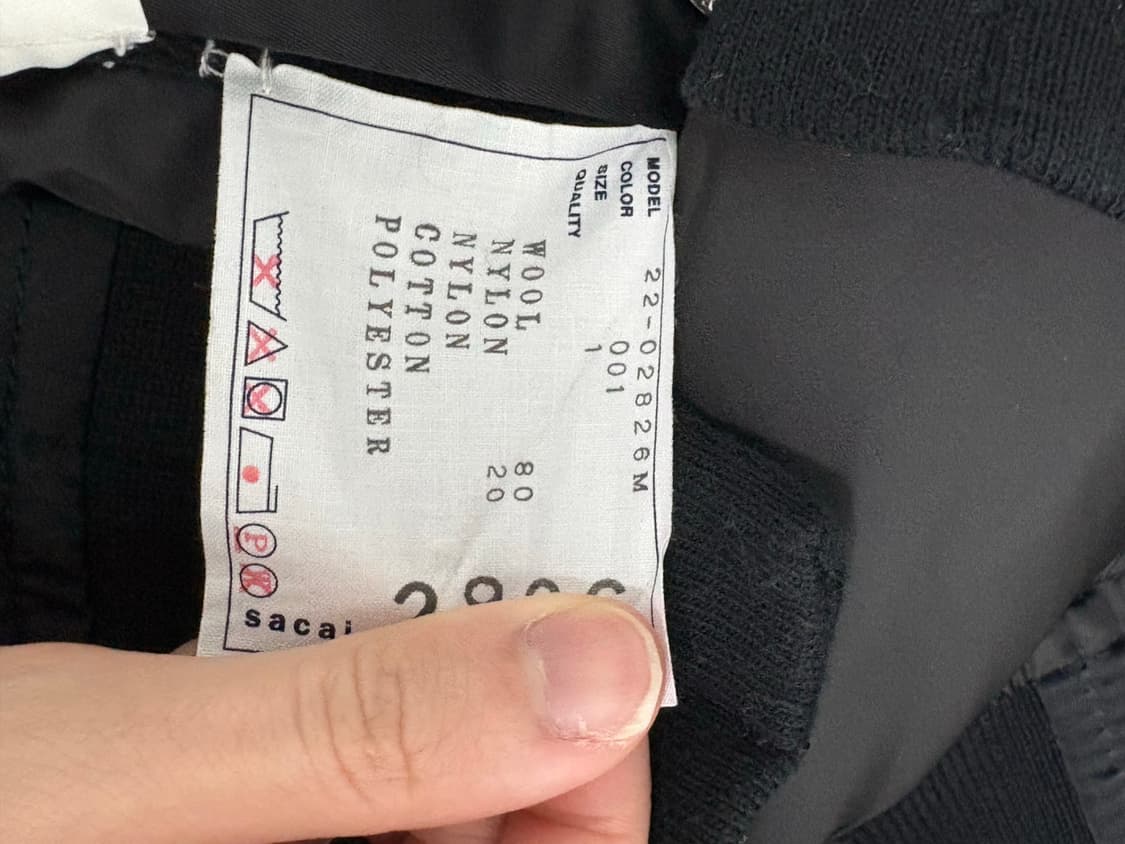 MODEL 22-02826M
COLOR 001
SIZE 1
QUALITY
WOOL 80
NYLON 20
NYLON
COTTON
POLYESTER
P
sacai